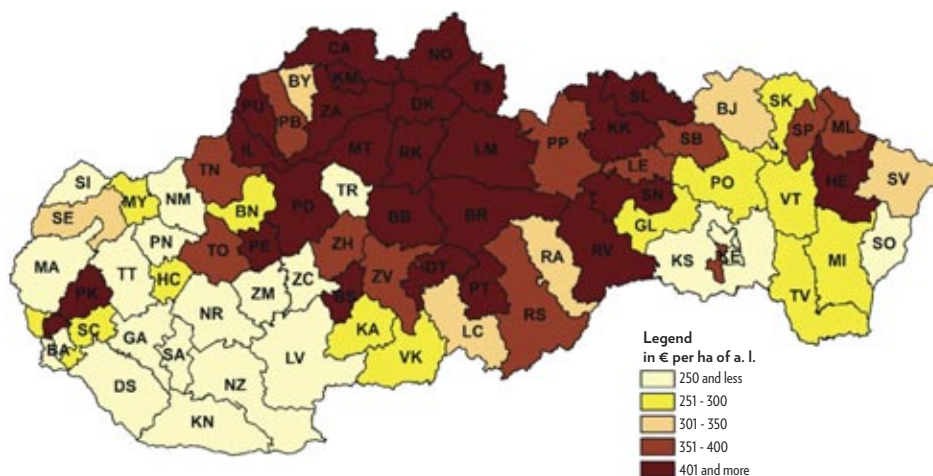 CA
NO
BY
KM
TS
PU
PB
ZA
DK
SL
BJ
SK
IL
MT
RK
LM
PP
KK
SB
SP
ML
TN
LE
HE
SI
NM
TR
PO
SV
MY
BN
PD
BB
BR
SN
VT
SE
GL
PN
TO
PE
ZH
RA
RV
SO
MA
TT
HC
ZV
DT
KS
KE
MI
PK
ZM
ZC
BS
PT
TV
SC
NR
KA
LC
RS
BA
GA
SA
LV
VK
DS
NZ
KN
Legend
in € per ha of a. l.
250 and less
251 - 300
301 - 350
351 - 400
401 and more